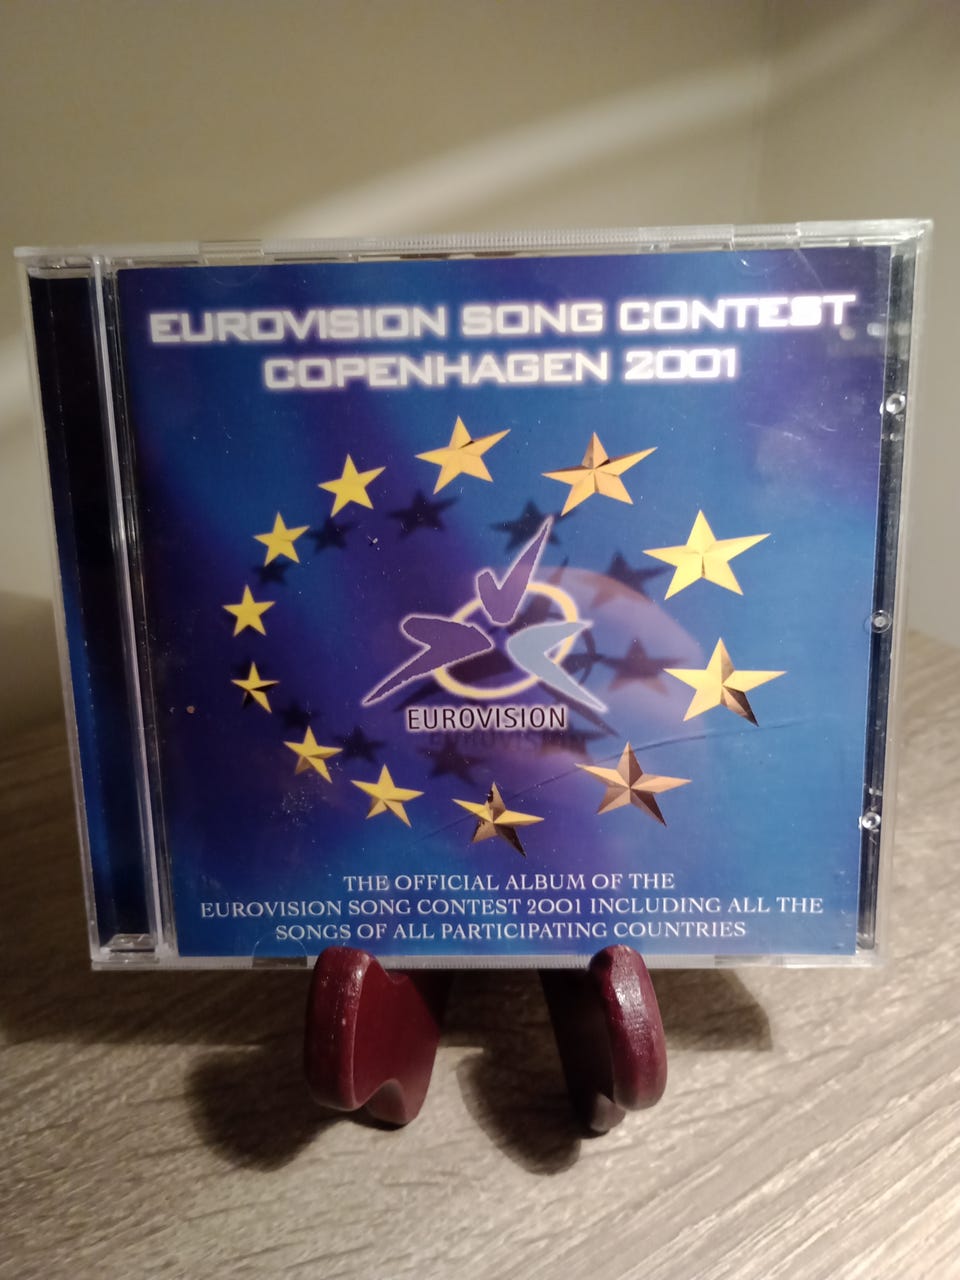 EUROVISION SONG CONTEST
COPENHAGEN 2001
EUROVISION
THE OFFICIAL ALBUM OF THE
EUROVISION SONG CONTEST 2001 INCLUDING ALL THE
SONGS OF ALL PARTICIPATING COUNTRIES